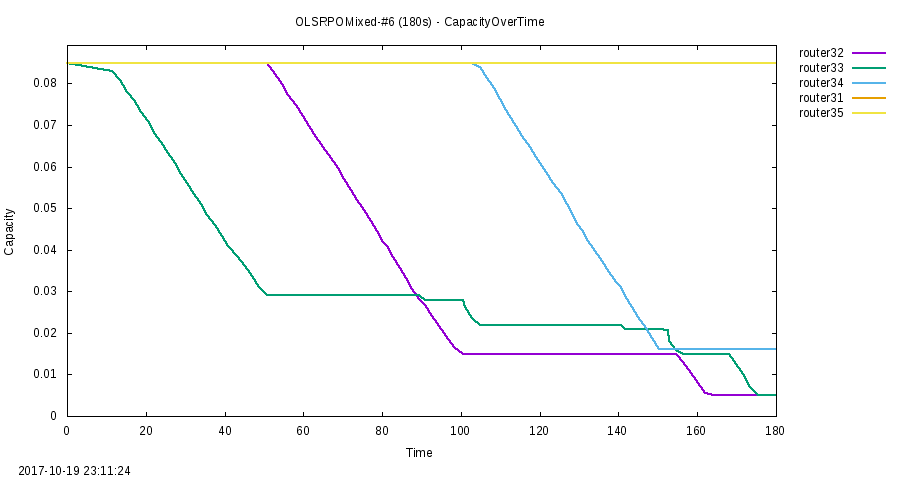 OLSRPOMixed-#6 (180s) - CapacityOverTime
router32
router33
router34
router31
router35
0.08
0.07
0.06
0.05
0.04
0.03
0.02
0.01
0
Capacity
0 20 40 60 80 100 120 140 160 180
Time
2017-10-19 23:11:24